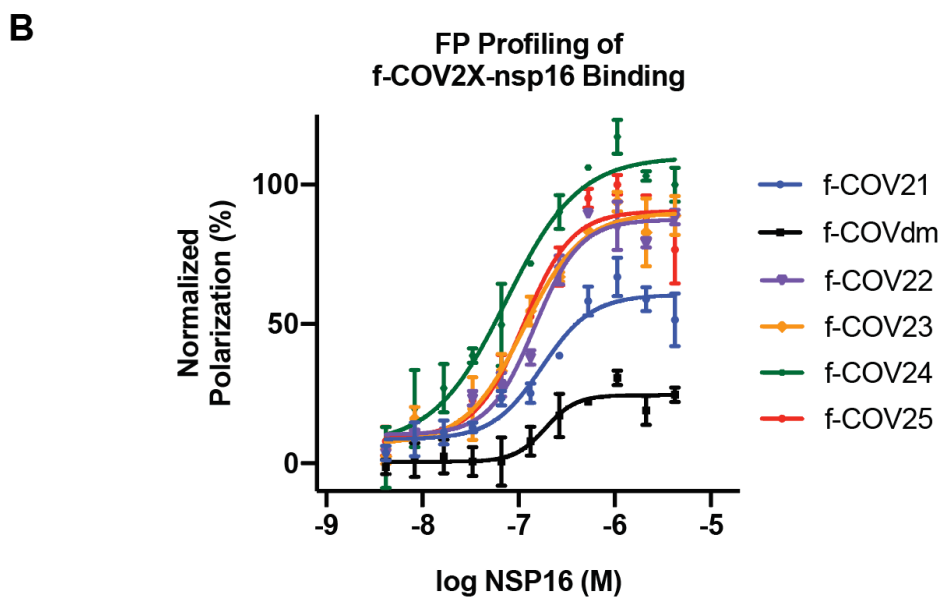 B
FP Profiling of
f-COV2X-nsp16 Binding
Normalized
Polarization (%)
100
50
0
-9
-8
-7
-6
-5
log NSP16 (M)
f-COV21
f-COVdm
f-COV22
f-COV23
f-COV24
f-COV25